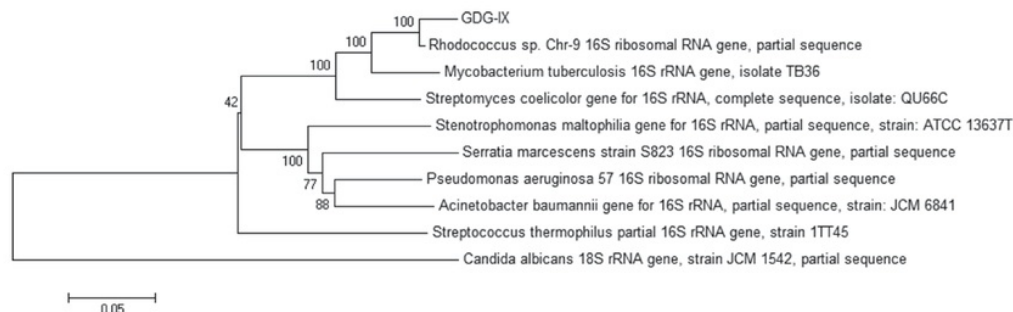 100 GDG-IX
100 Rhodococcus sp. Chr-9 16S ribosomal RNA gene, partial sequence
100 Mycobacterium tuberculosis 16S rRNA gene, isolate TB36
42 Streptomyces coelicolor gene for 16S rRNA, complete sequence, isolate: QU66C
Stenotrophomonas maltophilia gene for 16S rRNA, partial sequence, strain: ATCC 13637T
100 Serratia marcescens strain S823 16S ribosomal RNA gene, partial sequence
77 Pseudomonas aeruginosa 57 16S ribosomal RNA gene, partial sequence
88 Acinetobacter baumannii gene for 16S rRNA, partial sequence, strain: JCM 6841
Streptococcus thermophilus partial 16S rRNA gene, strain 1TT45
Candida albicans 18S rRNA gene, strain JCM 1542, partial sequence
0.05